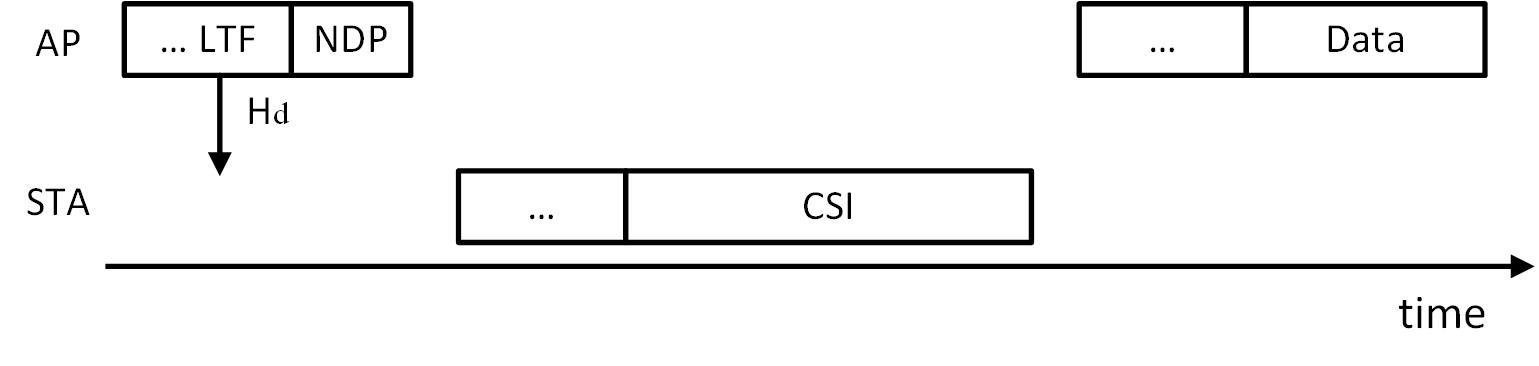 AP ... LTF NDP ... Data
Hd
STA ... CSI
time